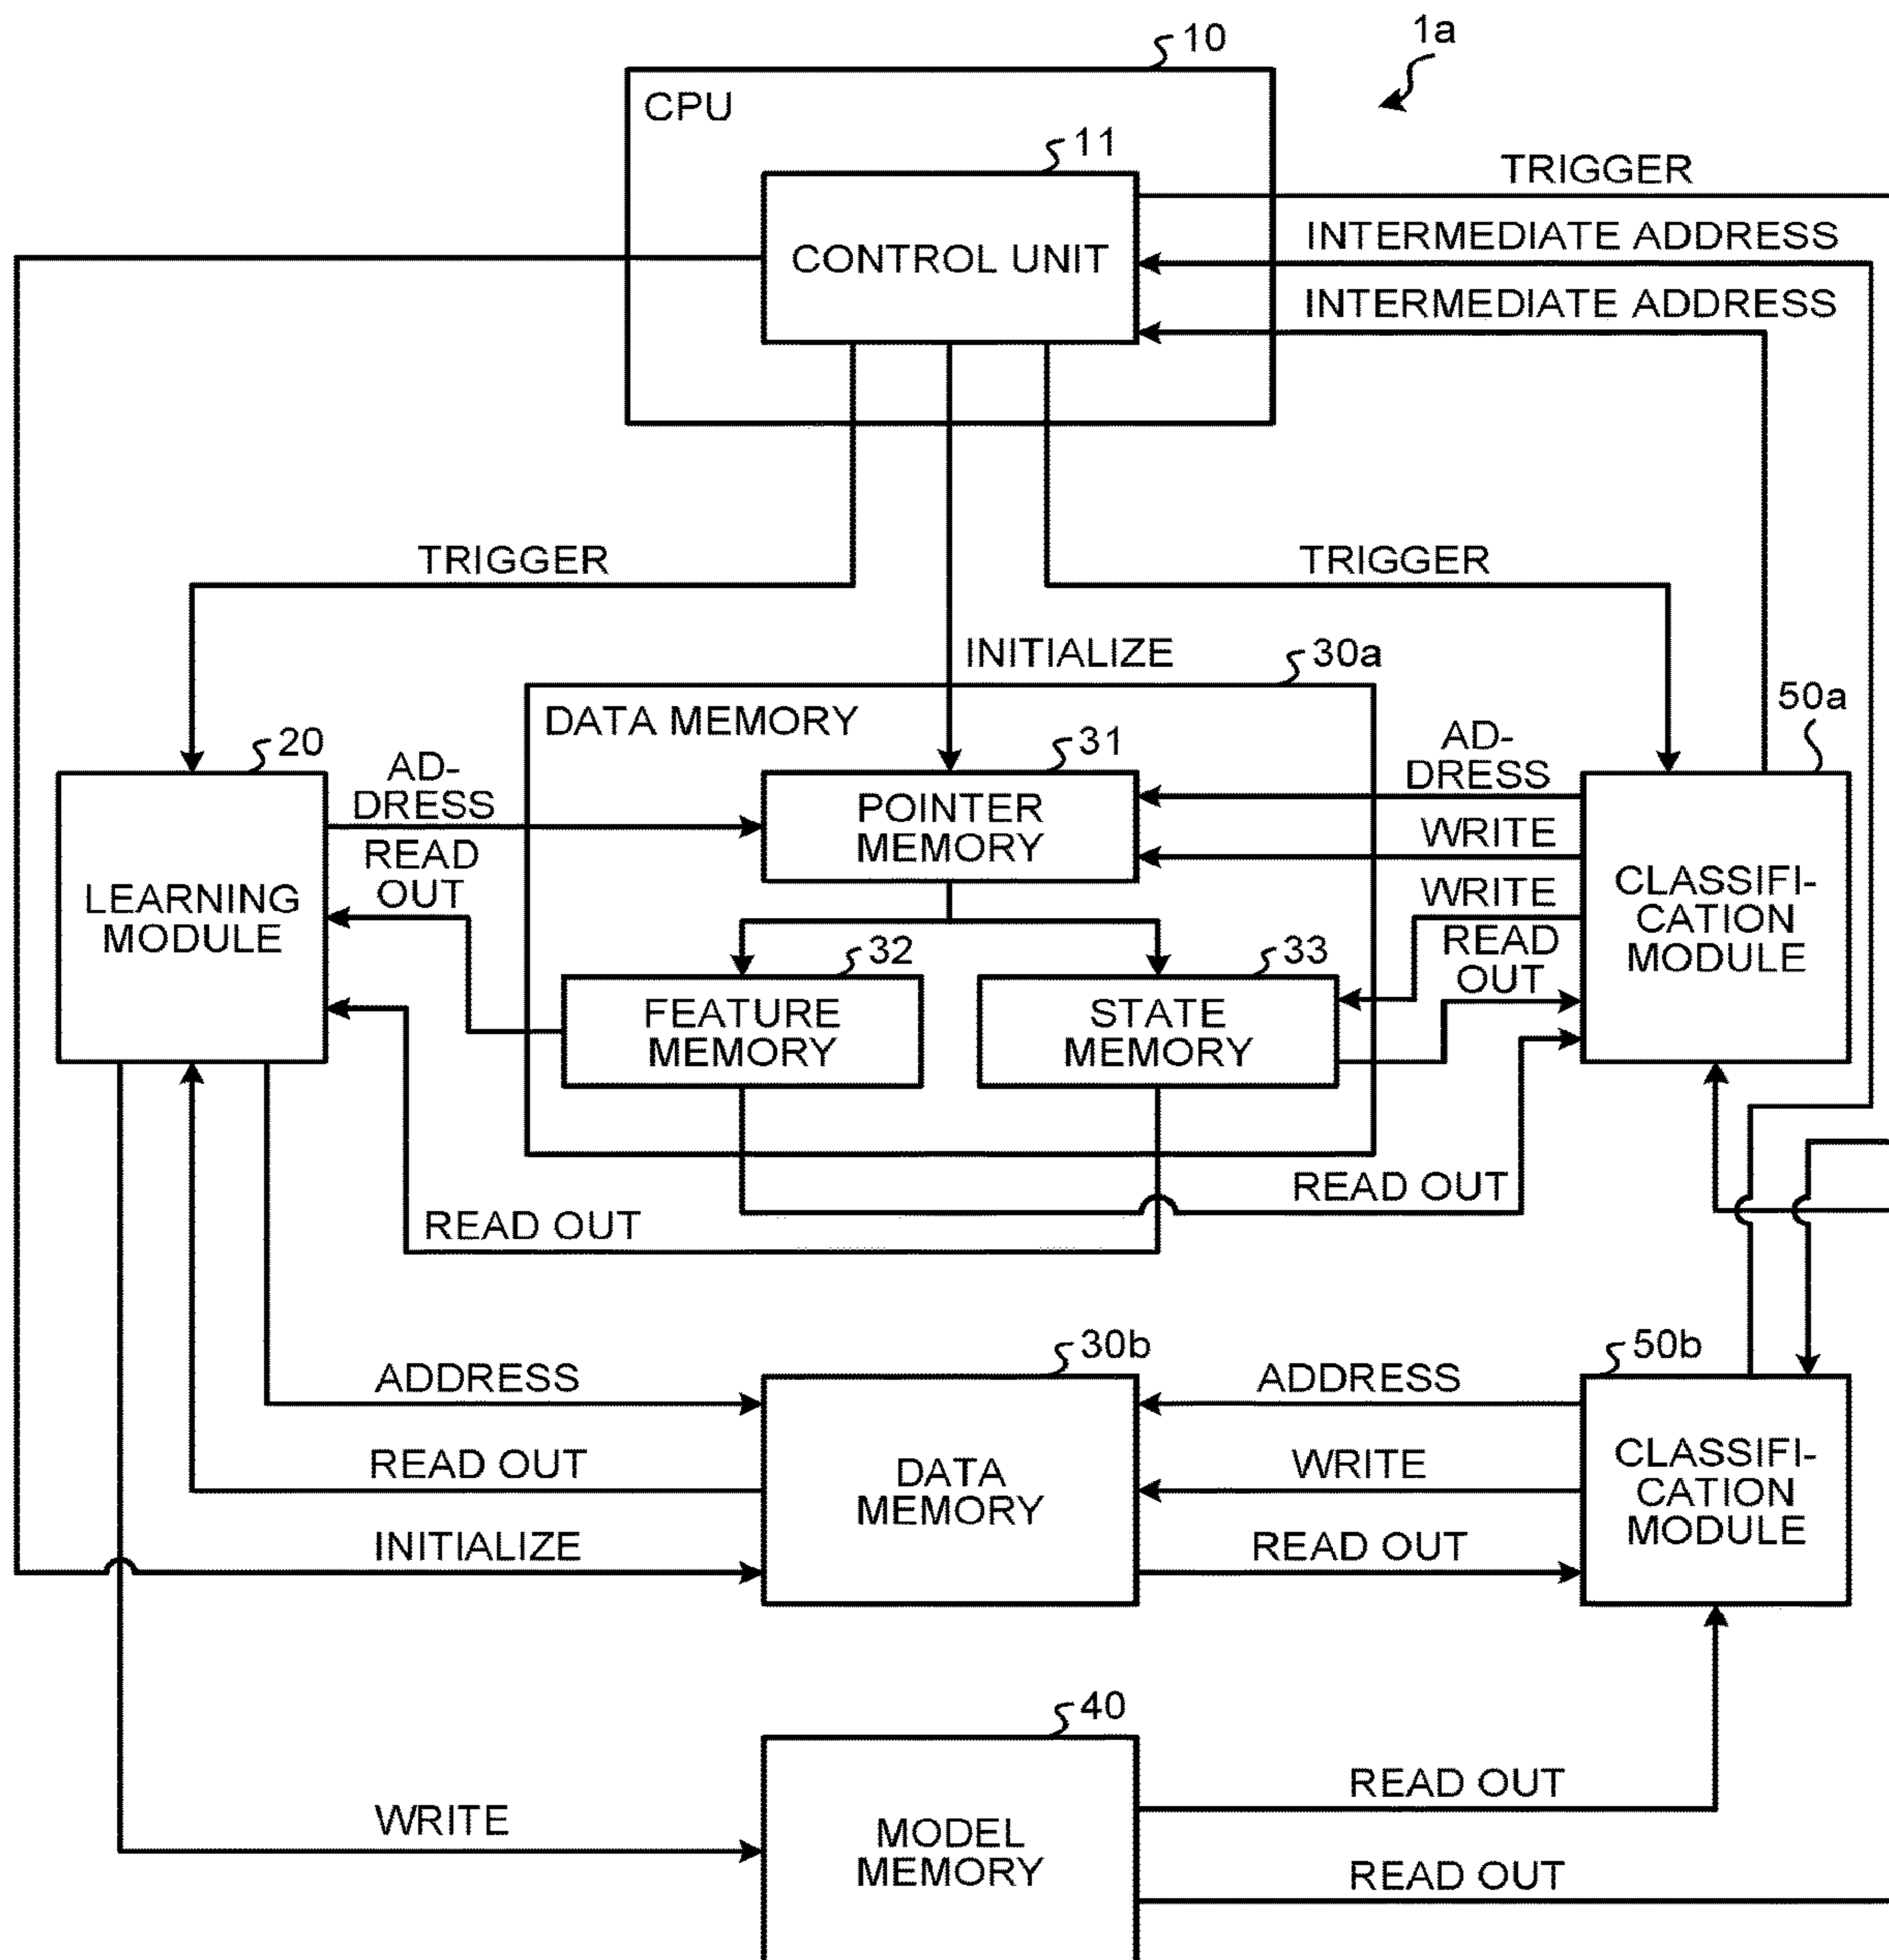 1a
10
CPU
11
TRIGGER
CONTROL UNIT
INTERMEDIATE ADDRESS
INTERMEDIATE ADDRESS
TRIGGER
TRIGGER
INITIALIZE
30a
DATA MEMORY
50a
20
31
AD-
DRESS
POINTER
MEMORY
AD-
DRESS
WRITE
READ
OUT
LEARNING
MODULE
WRITE
READ
OUT
CLASSIFI-
CATION
MODULE
32
33
FEATURE
MEMORY
STATE
MEMORY
READ OUT
READ OUT
30b
50b
ADDRESS
ADDRESS
READ OUT
DATA
MEMORY
WRITE
CLASSIFI-
CATION
MODULE
INITIALIZE
READ OUT
40
READ OUT
WRITE
MODEL
MEMORY
READ OUT